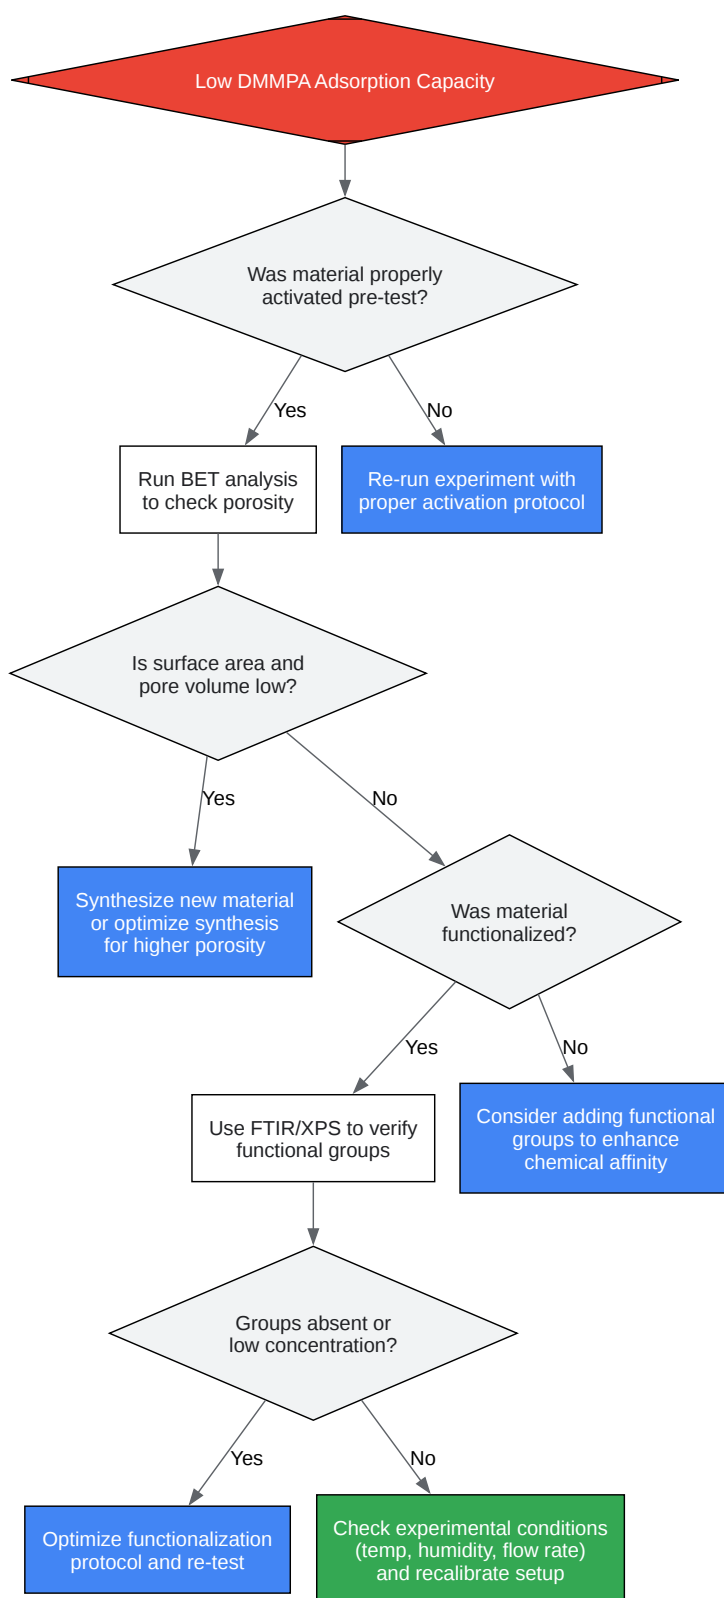 Low DMMPA Adsorption Capacity
Was material properly
activated pre-test?
Yes
No
Run BET analysis
to check porosity
Re-run experiment with
proper activation protocol
Is surface area and
pore volume low?
Yes
No
Synthesize new material
or optimize synthesis
for higher porosity
Was material
functionalized?
Yes
No
Use FTIR/XPS to verify
functional groups
Consider adding functional
groups to enhance
chemical affinity
Groups absent or
low concentration?
Yes
No
Optimize functionalization
protocol and re-test
Check experimental conditions
(temp, humidity, flow rate)
and recalibrate setup